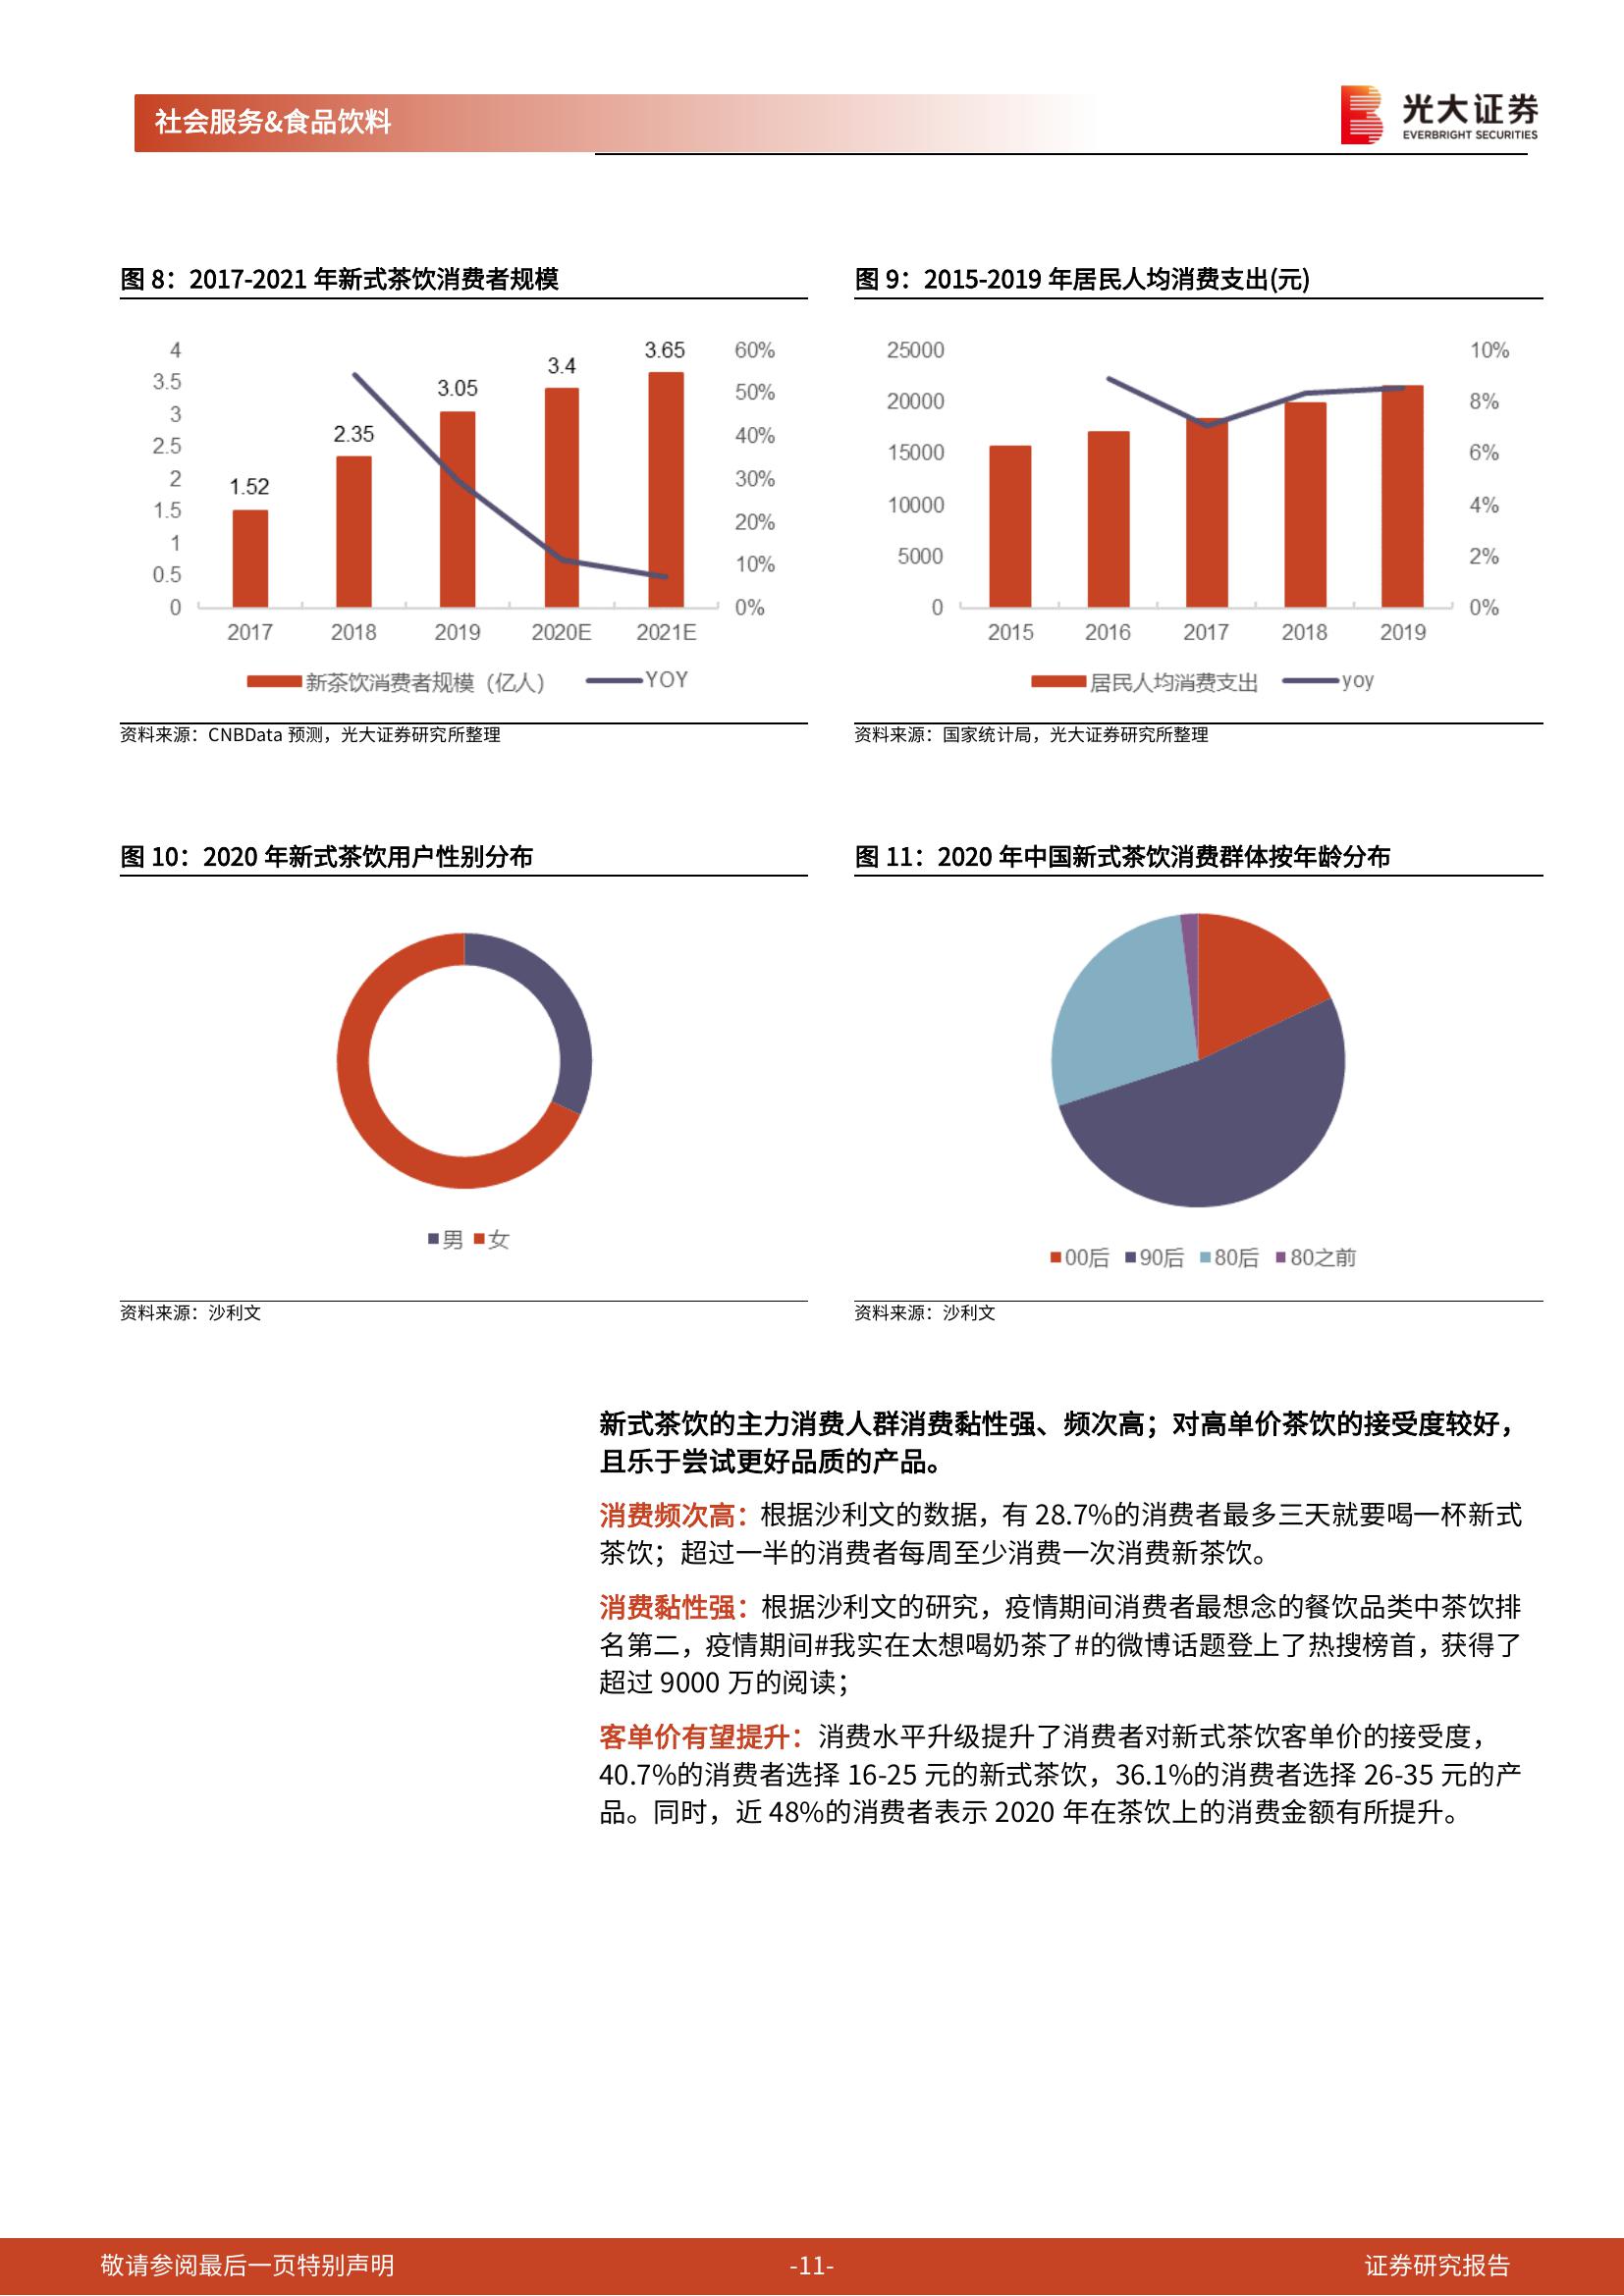 社会服务&食品饮料
光大证券
EVERBRIGHT SECURITIES
图 8：2017-2021 年新式茶饮消费者规模
4
3.5
3
2.5
2
1.5
1
0.5
0
1.52
2.35
3.05
3.4
3.65
60%
50%
40%
30%
20%
10%
0%
2017 2018 2019 2020E 2021E
新茶饮消费者规模（亿人） YOY
资料来源：CNBData 预测，光大证券研究所整理
图 9：2015-2019 年居民人均消费支出(元)
25000
20000
15000
10000
5000
0
10%
8%
6%
4%
2%
0%
2015 2016 2017 2018 2019
居民人均消费支出 yoy
资料来源：国家统计局，光大证券研究所整理
图 10：2020 年新式茶饮用户性别分布
男 女
资料来源：沙利文
图 11：2020 年中国新式茶饮消费群体按年龄分布
00后 90后 80后 80之前
资料来源：沙利文
新式茶饮的主力消费人群消费黏性强、频次高；对高单价茶饮的接受度较好，
且乐于尝试更好品质的产品。
消费频次高：根据沙利文的数据，有 28.7%的消费者最多三天就要喝一杯新式
茶饮；超过一半的消费者每周至少消费一次消费新茶饮。
消费黏性强：根据沙利文的研究，疫情期间消费者最想念的餐饮品类中茶饮排
名第二，疫情期间#我实在太想喝奶茶了#的微博话题登上了热搜榜首，获得了
超过 9000 万的阅读；
客单价有望提升：消费水平升级提升了消费者对新式茶饮客单价的接受度，
40.7%的消费者选择 16-25 元的新式茶饮，36.1%的消费者选择 26-35 元的产
品。同时，近 48%的消费者表示 2020 年在茶饮上的消费金额有所提升。
敬请参阅最后一页特别声明 -11- 证券研究报告